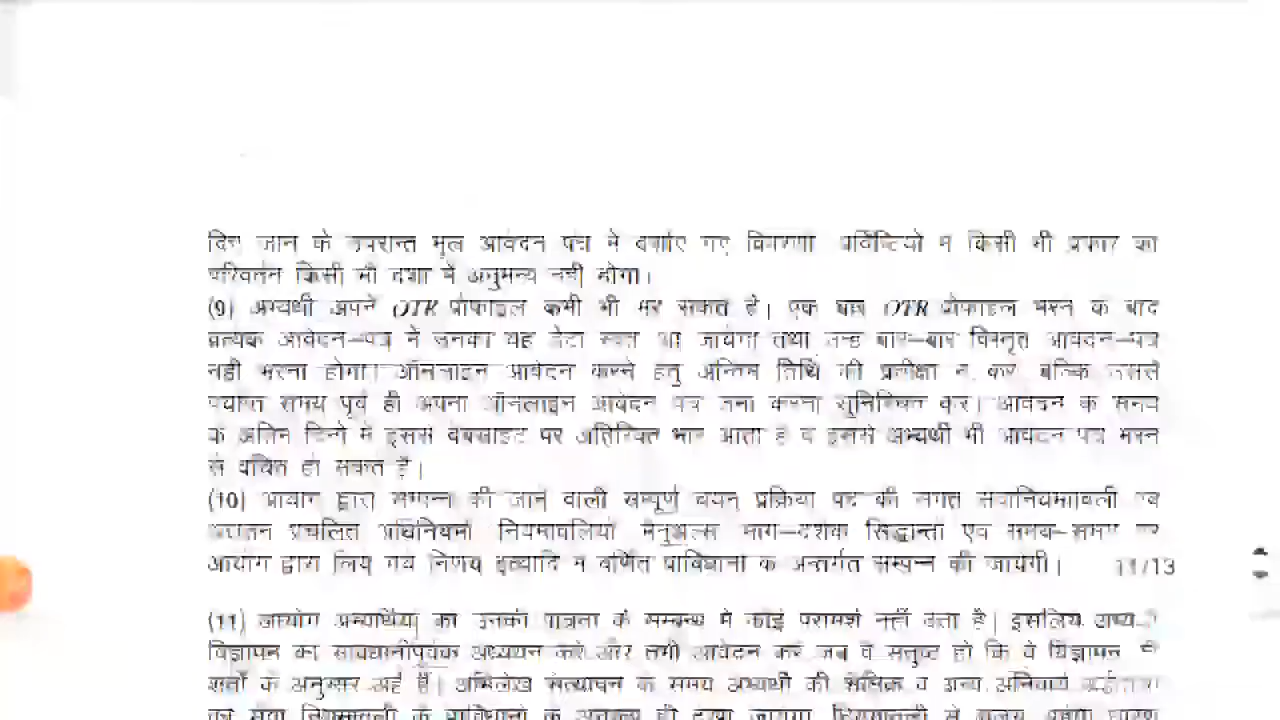 दिए जाने के उपरान्त मूल आवेदन पत्र में दर्शाए गए विवरणों प्रविष्टियों में किसी भी प्रकार का
परिवर्तन किसी भी दशा में अनुमन्य नहीं होगा।
(9) अभ्यर्थी अपने OTR प्रोफाइल कभी भी भर सकते है। एक बार OTR प्रोफाइल भरने के बाद
प्रत्येक आवेदन–पत्र में उनका यह डेटा स्वतः आ जायेगा तथा उन्हें बार–बार विस्तृत आवेदन–पत्र
नहीं भरना होगा। ऑनलाइन आवेदन करने हेतु अन्तिम तिथि की प्रतीक्षा न करें बल्कि उससे
पर्याप्त समय पूर्व ही अपना ऑनलाइन आवेदन पत्र जमा करना सुनिश्चित करें। आवेदन के समय
के अंतिम दिनों में इससे वेबसाइट पर अतिरिक्त भार आता है व इससे अभ्यर्थी भी आवेदन पत्र भरने
से वंचित हो सकते हैं।
(10) आयोग द्वारा सम्पन्न की जाने वाली सम्पूर्ण चयन प्रक्रिया पद की संगत सेवानियमावली एवं
अद्यतन प्रचलित अधिनियमों नियमावलियों मैनुअल्स मार्ग–दर्शक सिद्धान्तों एवं समय–समय पर
आयोग द्वारा लिये गये निर्णय इत्यादि में वर्णित प्राविधानों के अन्तर्गत सम्पन्न की जायेगी। 11/13
(11) आयोग अभ्यर्थियों को उनकी पात्रता के सम्बन्ध में कोई परामर्श नहीं देता है। इसलिये
विज्ञापन का सावधानीपूर्वक अध्ययन करें और तभी आवेदन करें जब वे सन्तुष्ट हों कि वे विज्ञापन की
शर्तों के अनुसार अर्ह हैं। अभिलेख सत्यापन के समय अभ्यर्थी की शैक्षिक व अन्य अनिवार्य